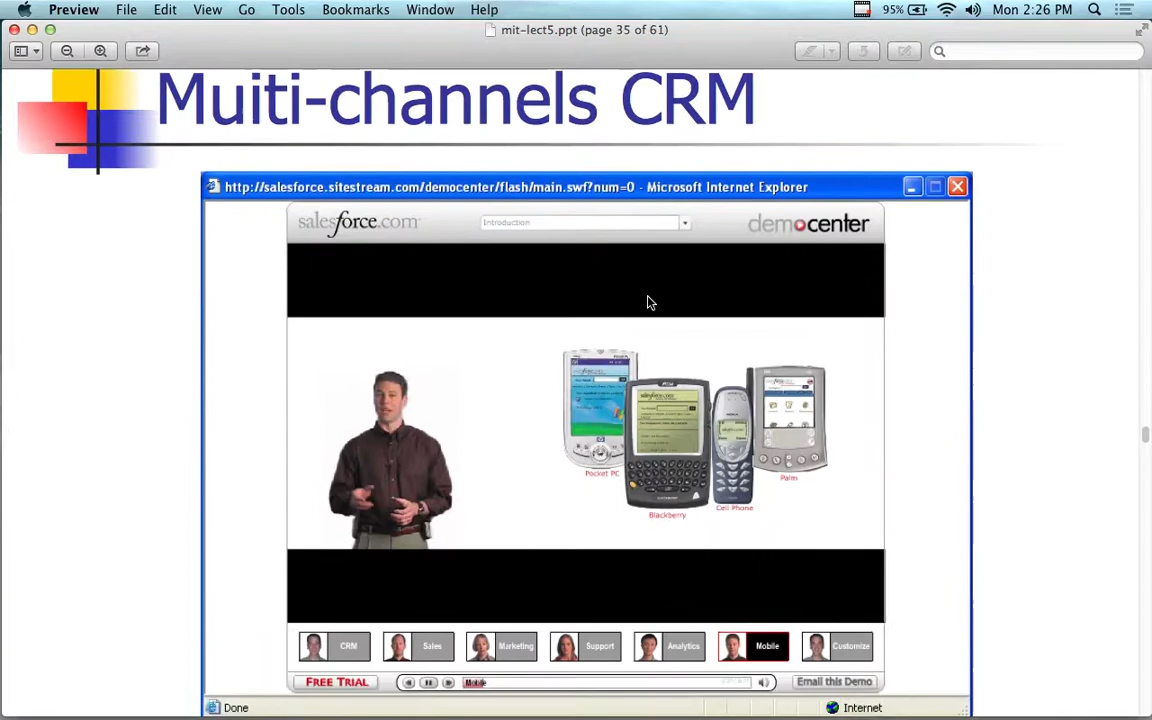 Preview File Edit View Go Tools Bookmarks Window Help 95% Mon 2:26 PM
mit-lect5.ppt (page 35 of 61)
Muiti-channels CRM
http://salesforce.sitestream.com/democenter/flash/main.swf?num=0 - Microsoft Internet Explorer
salesforce.com Introduction democenter
Pocket PC
Blackberry
Cell Phone
Palm
CRM Sales Marketing Support Analytics Mobile Customize
FREE TRIAL Mobile Email this Demo
Done Internet